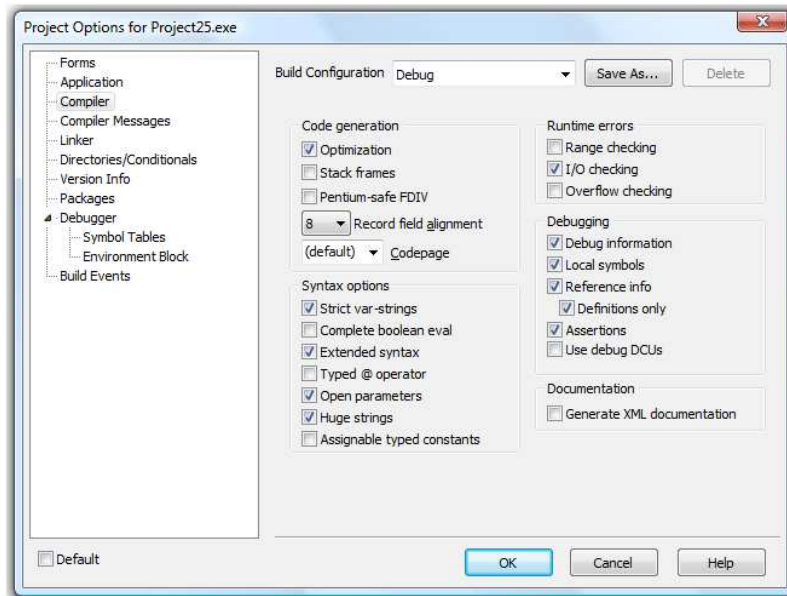 Project Options for Project25.exe
Forms
Application
Compiler
Compiler Messages
Linker
Directories/Conditionals
Version Info
Packages
Debugger
Symbol Tables
Environment Block
Build Events
Default
Build Configuration Debug Save As... Delete
Code generation
Optimization
Stack frames
Pentium-safe FDIV
8 Record field alignment
(default) Codepage
Syntax options
Strict var-strings
Complete boolean eval
Extended syntax
Typed @ operator
Open parameters
Huge strings
Assignable typed constants
Runtime errors
Range checking
I/O checking
Overflow checking
Debugging
Debug information
Local symbols
Reference info
Definitions only
Assertions
Use debug DCUs
Documentation
Generate XML documentation
OK Cancel Help